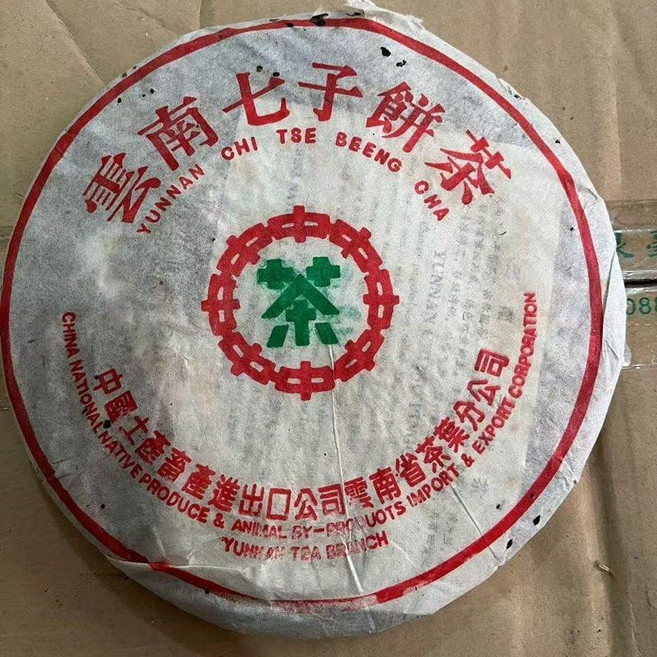 雲南七子餅茶
YUNNAN CHI TSE BEENG CHA
茶
中國土產畜產進出口公司雲南省茶葉分公司
CHINA NATIONAL NATIVE PRODUCE & ANIMAL BY-PRODUOTS IMPORT & EXPORT CORPORATION
YUNNAN TEA BRANCH